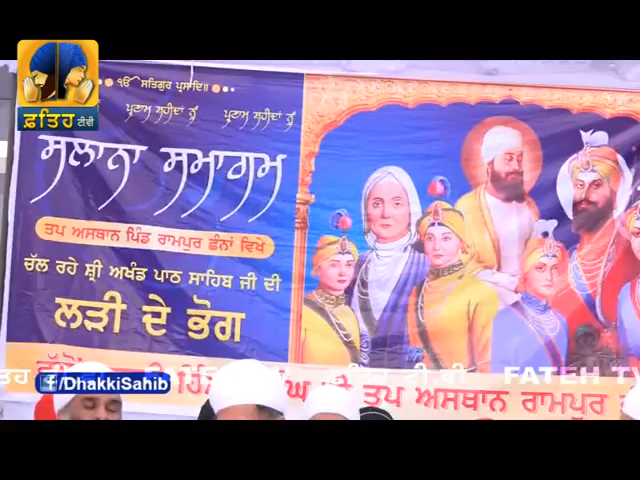 ਫ਼ਤਿਹ ਟੀਵੀ
ੴ ਸਤਿਗੁਰ ਪ੍ਰਸਾਦਿ॥
ਪ੍ਰਣਾਮ ਸ਼ਹੀਦਾਂ ਨੂੰ ਪ੍ਰਣਾਮ ਸ਼ਹੀਦਾਂ ਨੂੰ
ਸਲਾਨਾ ਸਮਾਗਮ
ਤਪ ਅਸਥਾਨ ਪਿੰਡ ਰਾਮਪੁਰ ਛੰਨਾਂ ਵਿਖੇ
ਚੱਲ ਰਹੇ ਸ਼੍ਰੀ ਅਖੰਡ ਪਾਠ ਸਾਹਿਬ ਜੀ ਦੀ
ਲੜੀ ਦੇ ਭੋਗ
f/DhakkiSahib
FATEH TV
ਤਪ ਅਸਥਾਨ ਰਾਮਪੁਰ